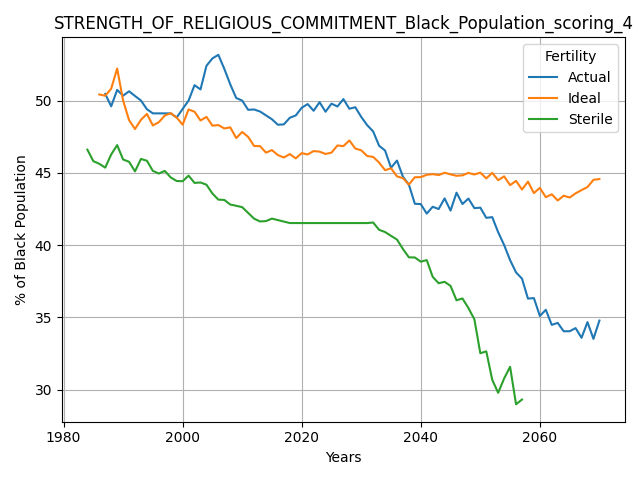 STRENGTH_OF_RELIGIOUS_COMMITMENT_Black_Population_scoring_4
Fertility
Actual
Ideal
Sterile
% of Black Population
50
45
40
35
30
1980
2000
2020
2040
2060
Years